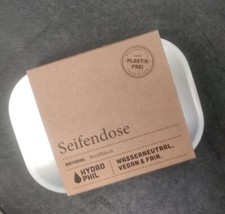 PLASTIK
FREI
Seifendose
MATERIAL:
HYDRO
PHIL
WASSERNEUTRAL,
VEGAN & FAIR.